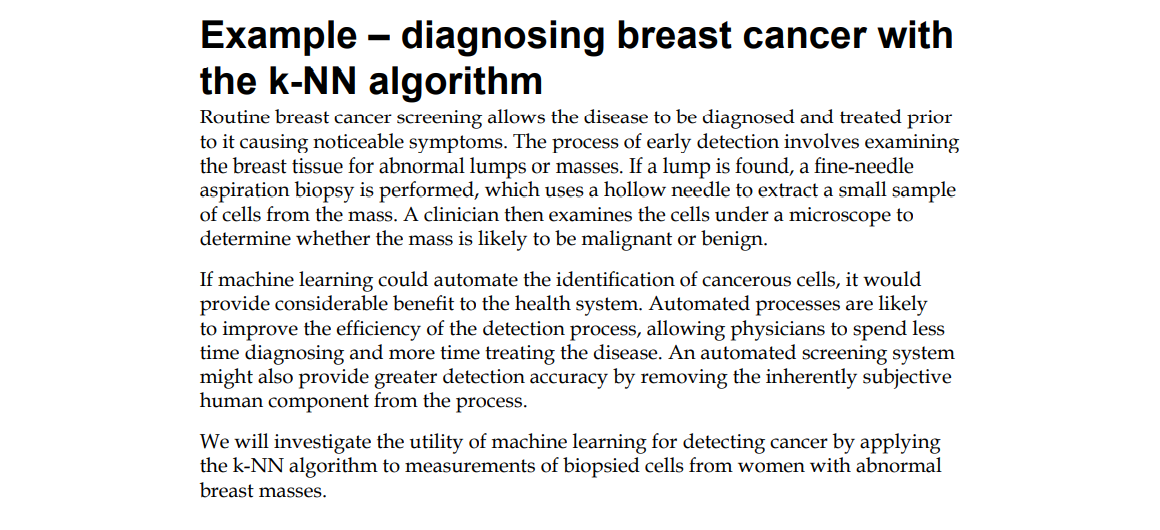 Example – diagnosing breast cancer with
the k-NN algorithm
Routine breast cancer screening allows the disease to be diagnosed and treated prior
to it causing noticeable symptoms. The process of early detection involves examining
the breast tissue for abnormal lumps or masses. If a lump is found, a fine-needle
aspiration biopsy is performed, which uses a hollow needle to extract a small sample
of cells from the mass. A clinician then examines the cells under a microscope to
determine whether the mass is likely to be malignant or benign.
If machine learning could automate the identification of cancerous cells, it would
provide considerable benefit to the health system. Automated processes are likely
to improve the efficiency of the detection process, allowing physicians to spend less
time diagnosing and more time treating the disease. An automated screening system
might also provide greater detection accuracy by removing the inherently subjective
human component from the process.
We will investigate the utility of machine learning for detecting cancer by applying
the k-NN algorithm to measurements of biopsied cells from women with abnormal
breast masses.